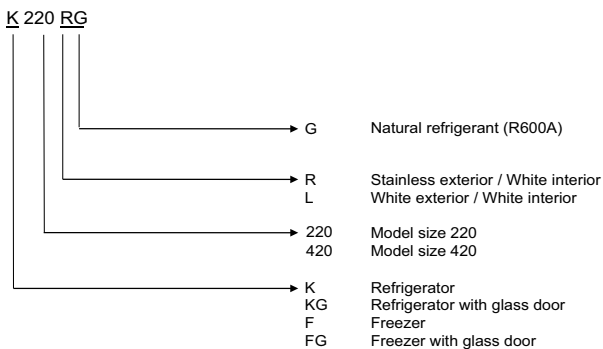 K 220 RG
G Natural refrigerant (R600A)
R Stainless exterior / White interior
L White exterior / White interior
220 Model size 220
420 Model size 420
K Refrigerator
KG Refrigerator with glass door
F Freezer
FG Freezer with glass door